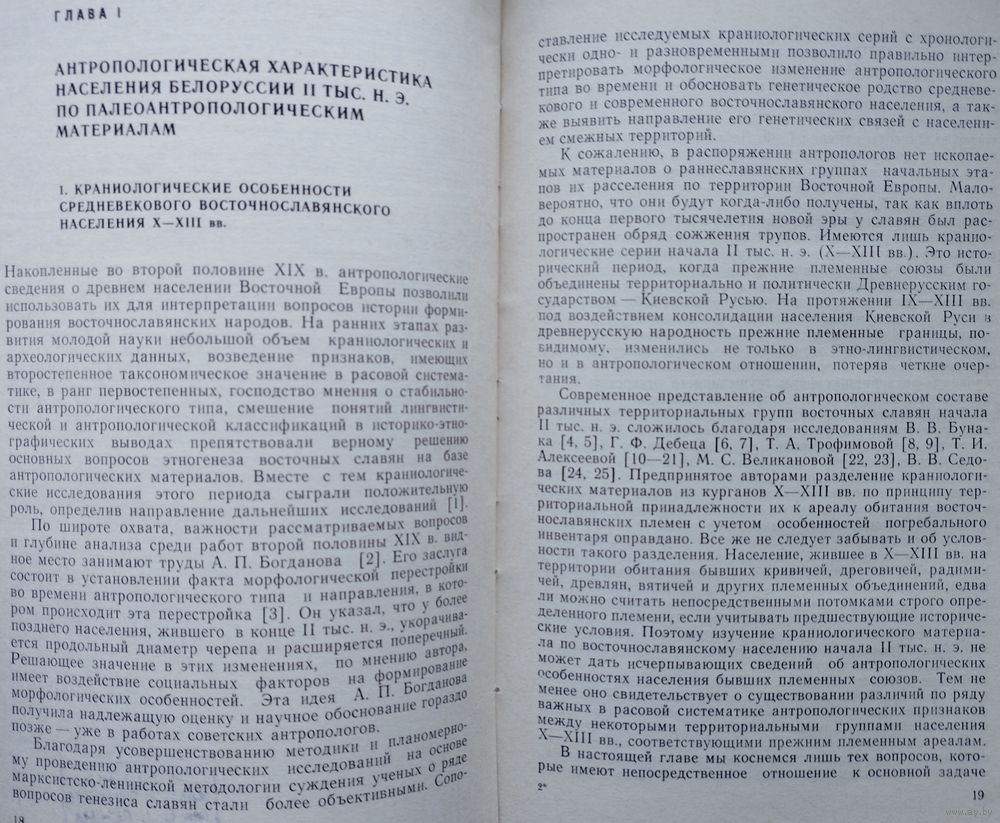 ГЛАВА I
АНТРОПОЛОГИЧЕСКАЯ ХАРАКТЕРИСТИКА
НАСЕЛЕНИЯ БЕЛОРУССИИ II ТЫС. Н. Э.
ПО ПАЛЕОАНТРОПОЛОГИЧЕСКИМ
МАТЕРИАЛАМ
1. КРАНИОЛОГИЧЕСКИЕ ОСОБЕННОСТИ
СРЕДНЕВЕКОВОГО ВОСТОЧНОСЛАВЯНСКОГО
НАСЕЛЕНИЯ X—XIII вв.
Накопленные во второй половине XIX в. антропологические
сведения о древнем населении Восточной Европы позволили
использовать их для интерпретации вопросов истории форми-
рования восточнославянских народов. На ранних этапах раз-
вития молодой науки небольшой объем краниологических и
археологических данных, возведение признаков, имеющих
второстепенное таксономическое значение в расовой система-
тике, в ранг первостепенных, господство мнения о стабильно-
сти антропологического типа, смешение понятий лингвисти-
ческой и антропологической классификаций в историко-этно-
графических выводах препятствовали верному решению
основных вопросов этногенеза восточных славян на базе
антропологических материалов. Вместе с тем краниологиче-
ские исследования этого периода сыграли положительную
роль, определив направление дальнейших исследований [1].
По широте охвата, важности рассматриваемых вопросов
и глубине анализа среди работ второй половины XIX в. вид-
ное место занимают труды А. П. Богданова [2]. Его заслуга
состоит в установлении факта морфологической перестройки
во времени антропологического типа и направления, в кото-
ром происходит эта перестройка [3]. Он указал, что у более
позднего населения, жившего в конце II тыс. н. э., укорачива-
ется продольный диаметр черепа и расширяется поперечный.
Решающее значение в этих изменениях, по мнению автора,
имеет воздействие социальных факторов на формирование
морфологических особенностей. Эта идея А. П. Богданова
получила надлежащую оценку и научное обоснование гораздо
позже — уже в работах советских антропологов.
Благодаря усовершенствованию методики и планомерно-
му проведению антропологических исследований на основе
марксистско-ленинской методологии суждения ученых о ряде
вопросов генезиса славян стали более объективными. Сопо-
18
ставление исследуемых краниологических серий с хронологи-
чески одно- и разновременными позволило правильно интер-
претировать морфологическое изменение антропологического
типа во времени и обосновать генетическое родство средневе-
кового и современного восточнославянского населения, а так-
же выявить направление его генетических связей с населени-
ем смежных территорий.
К сожалению, в распоряжении антропологов нет ископае-
мых материалов о раннеславянских группах начальных эта-
пов их расселения по территории Восточной Европы. Мало-
вероятно, что они будут когда-либо получены, так как вплоть
до конца первого тысячелетия новой эры у славян был рас-
пространен обряд сожжения трупов. Имеются лишь кранио-
логические серии начала II тыс. н. э. (X—XIII вв.). Это исто-
рический период, когда прежние племенные союзы были
объединены территориально и политически Древнерусским го-
сударством — Киевской Русью. На протяжении IX—XIII вв.
под воздействием консолидации населения Киевской Руси в
древнерусскую народность прежние племенные границы, по-
видимому, изменились не только в этно-лингвистическом,
но и в антропологическом отношении, потеряв четкие очер-
тания.
Современное представление об антропологическом составе
различных территориальных групп восточных славян начала
II тыс. н. э. сложилось благодаря исследованиям В. В. Буна-
ка [4, 5], Г. Ф. Дебеца [6, 7], Т. А. Трофимовой [8, 9], Т. И.
Алексеевой [10—21], М. С. Великановой [22, 23], В. В. Седо-
ва [24, 25]. Предпринятое авторами разделение краниологи-
ческих материалов из курганов X—XIII вв. по принципу тер-
риториальной принадлежности их к ареалу обитания восточ-
нославянских племен с учетом особенностей погребального
инвентаря оправдано. Все же не следует забывать и об услов-
ности такого разделения. Население, жившее в X—XIII вв. на
территории обитания бывших кривичей, дреговичей, радими-
чей, древлян, вятичей и других племенных объединений, едва
ли можно считать непосредственными потомками строго опре-
деленного племени, если учитывать предшествующие историче-
ские условия. Поэтому изучение краниологического материа-
ла по восточнославянскому населению начала II тыс. н. э. не
может дать исчерпывающих сведений об антропологических
особенностях населения бывших племенных союзов. Тем не
менее оно свидетельствует о существовании различий по ряду
важных в расовой систематике антропологических признаков
между некоторыми территориальными группами населения
X—XIII вв., соответствующими прежним племенным ареалам.
В настоящей главе мы коснемся лишь тех вопросов, кото-
рые имеют непосредственное отношение к основной задаче
2*
19
www.ay.by